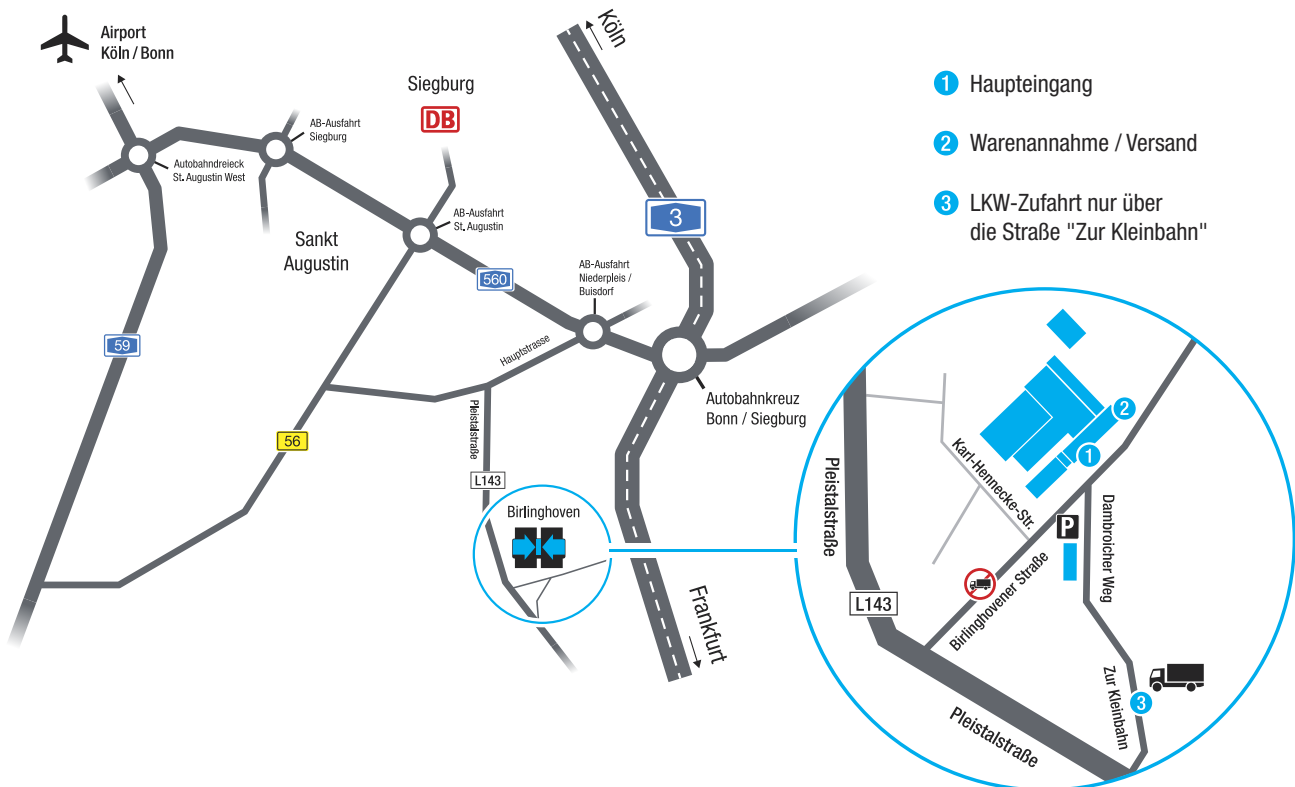 Airport
Köln / Bonn
Siegburg
DB
AB-Ausfahrt
Siegburg
Autobahndreieck
St. Augustin West
AB-Ausfahrt
St. Augustin
Sankt
Augustin
560
AB-Ausfahrt
Niederpleis /
Buisdorf
Köln
3
59
Hauptstrasse
56
Pleistalstraße
L143
Birlinghoven
Autobahnkreuz
Bonn / Siegburg
Frankfurt
1 Haupteingang
2 Warenannahme / Versand
3 LKW-Zufahrt nur über
die Straße "Zur Kleinbahn"
2
1
Karl-Hennecke-Str.
Pleistalstraße
P
Dambroicher Weg
Birlinghovener Straße
L143
3
Zur Kleinbahn
Pleistalstraße